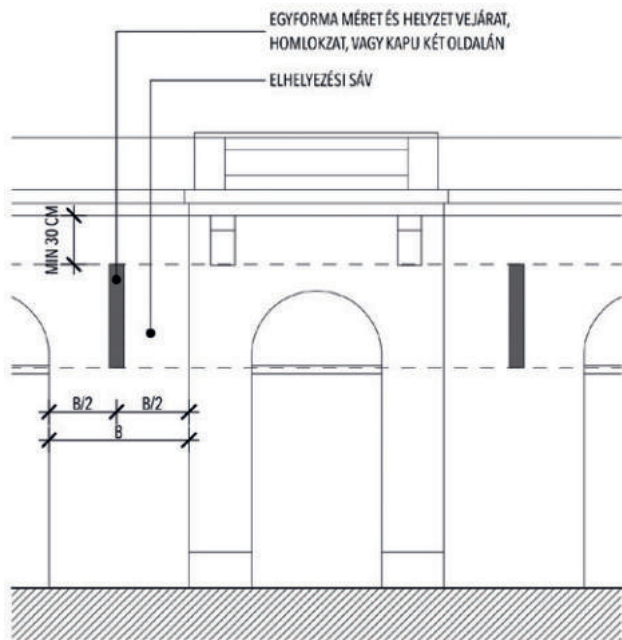 EGYFORMA MÉRET ÉS HELYZET VEJÁRAT,
HOMLOKZAT, VAGY KAPU KÉT OLDALÁN
ELHELYEZÉSI SÁV
MIN 30 CM
B/2
B/2
B